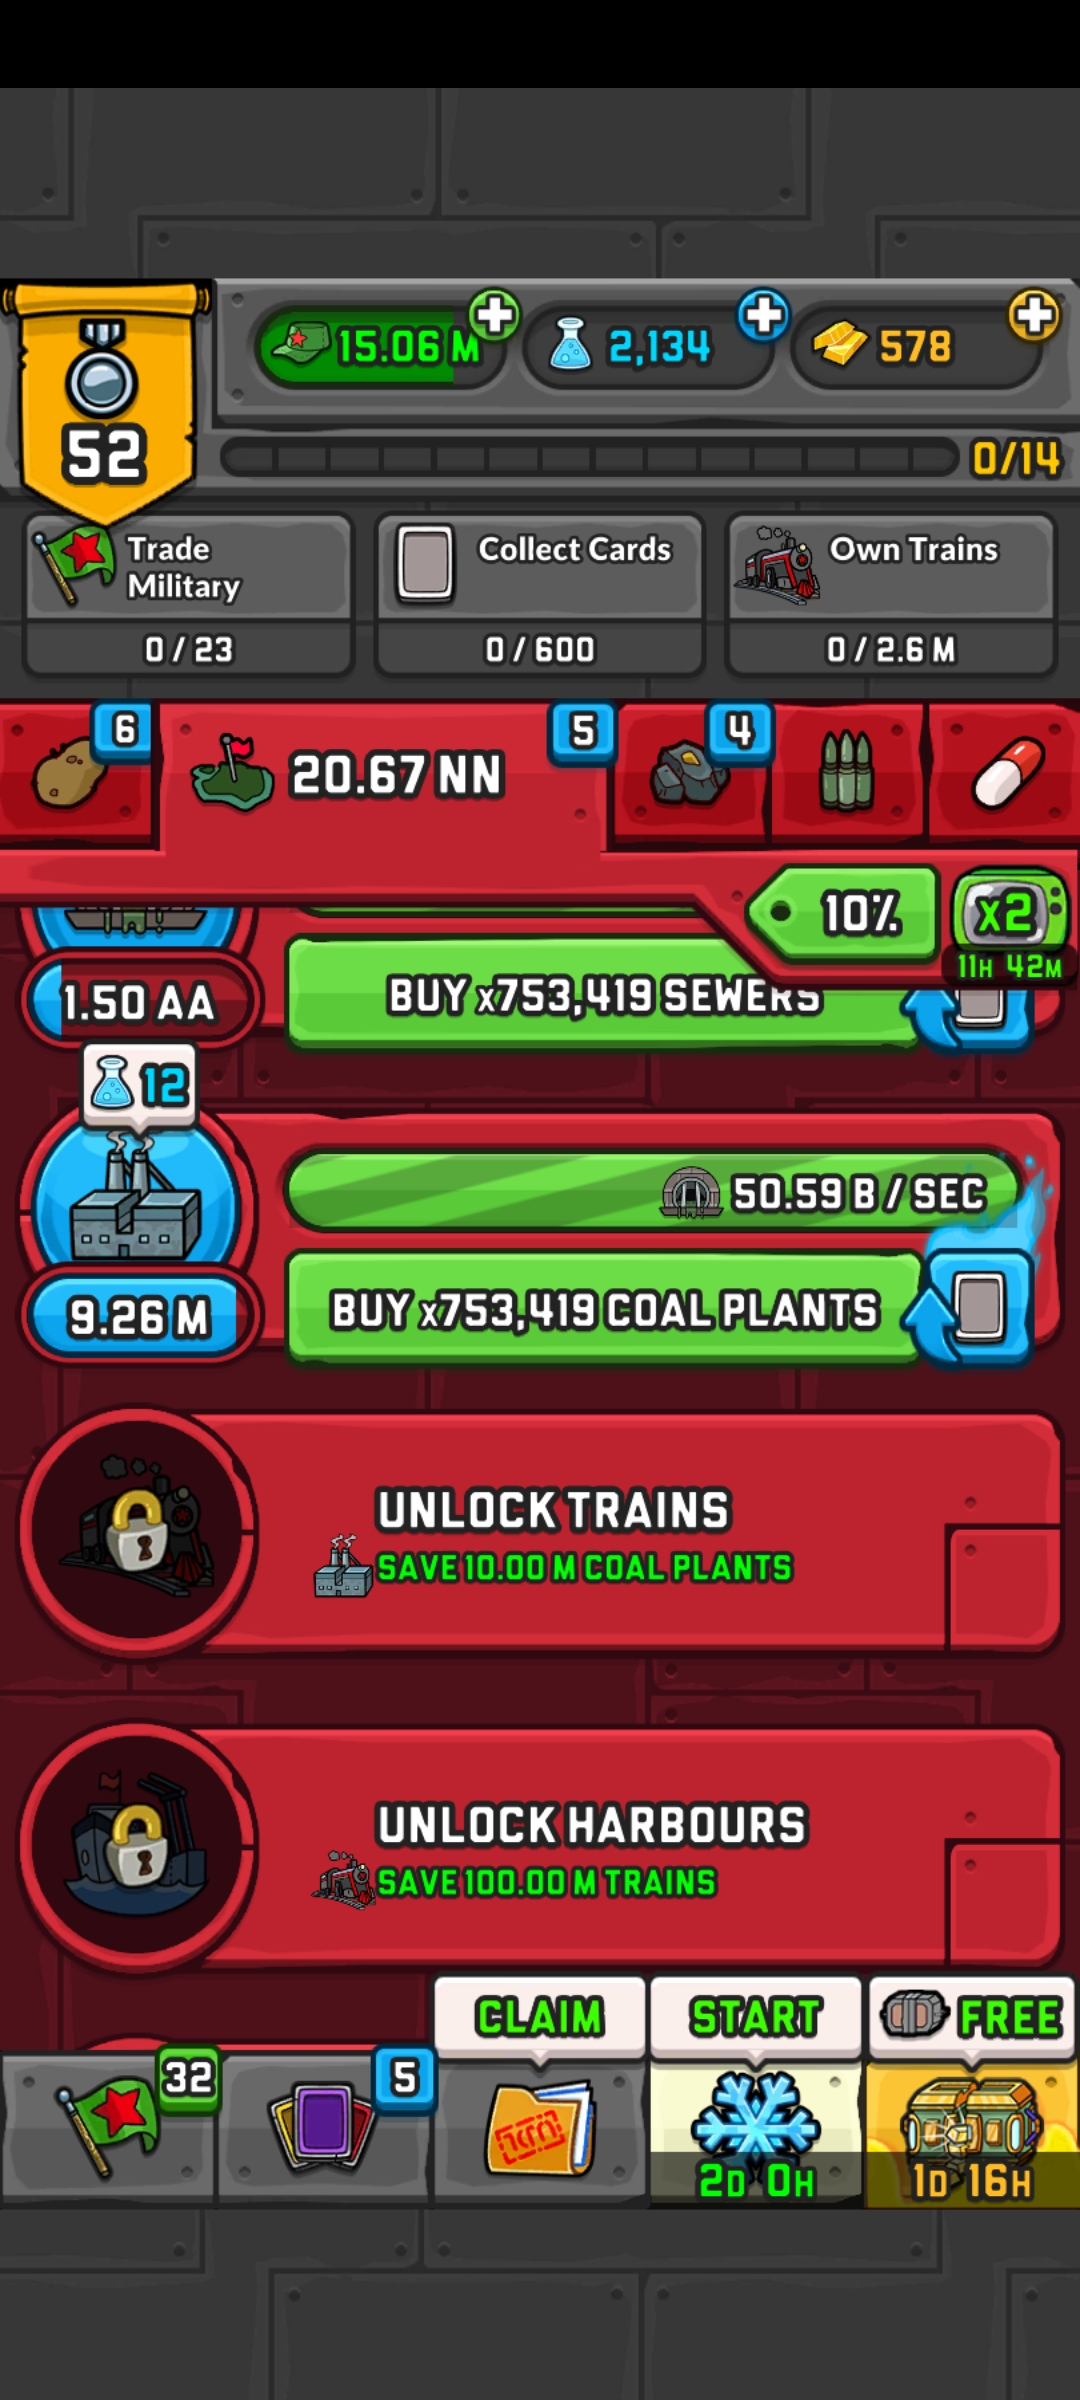 15.06 M
2,134
578
52
0/14
Trade
Military
0 / 23
Collect Cards
0 / 600
Own Trains
0 / 2.6 M
6
20.67 NN
5
4
10%
x2
11H 42M
1.50 AA
BUY x753,419 SEWERS
12
50.59 B / SEC
9.26 M
BUY x753,419 COAL PLANTS
UNLOCK TRAINS
SAVE 10.00 M COAL PLANTS
UNLOCK HARBOURS
SAVE 100.00 M TRAINS
CLAIM
START
FREE
32
5
2D 0H
1D 16H